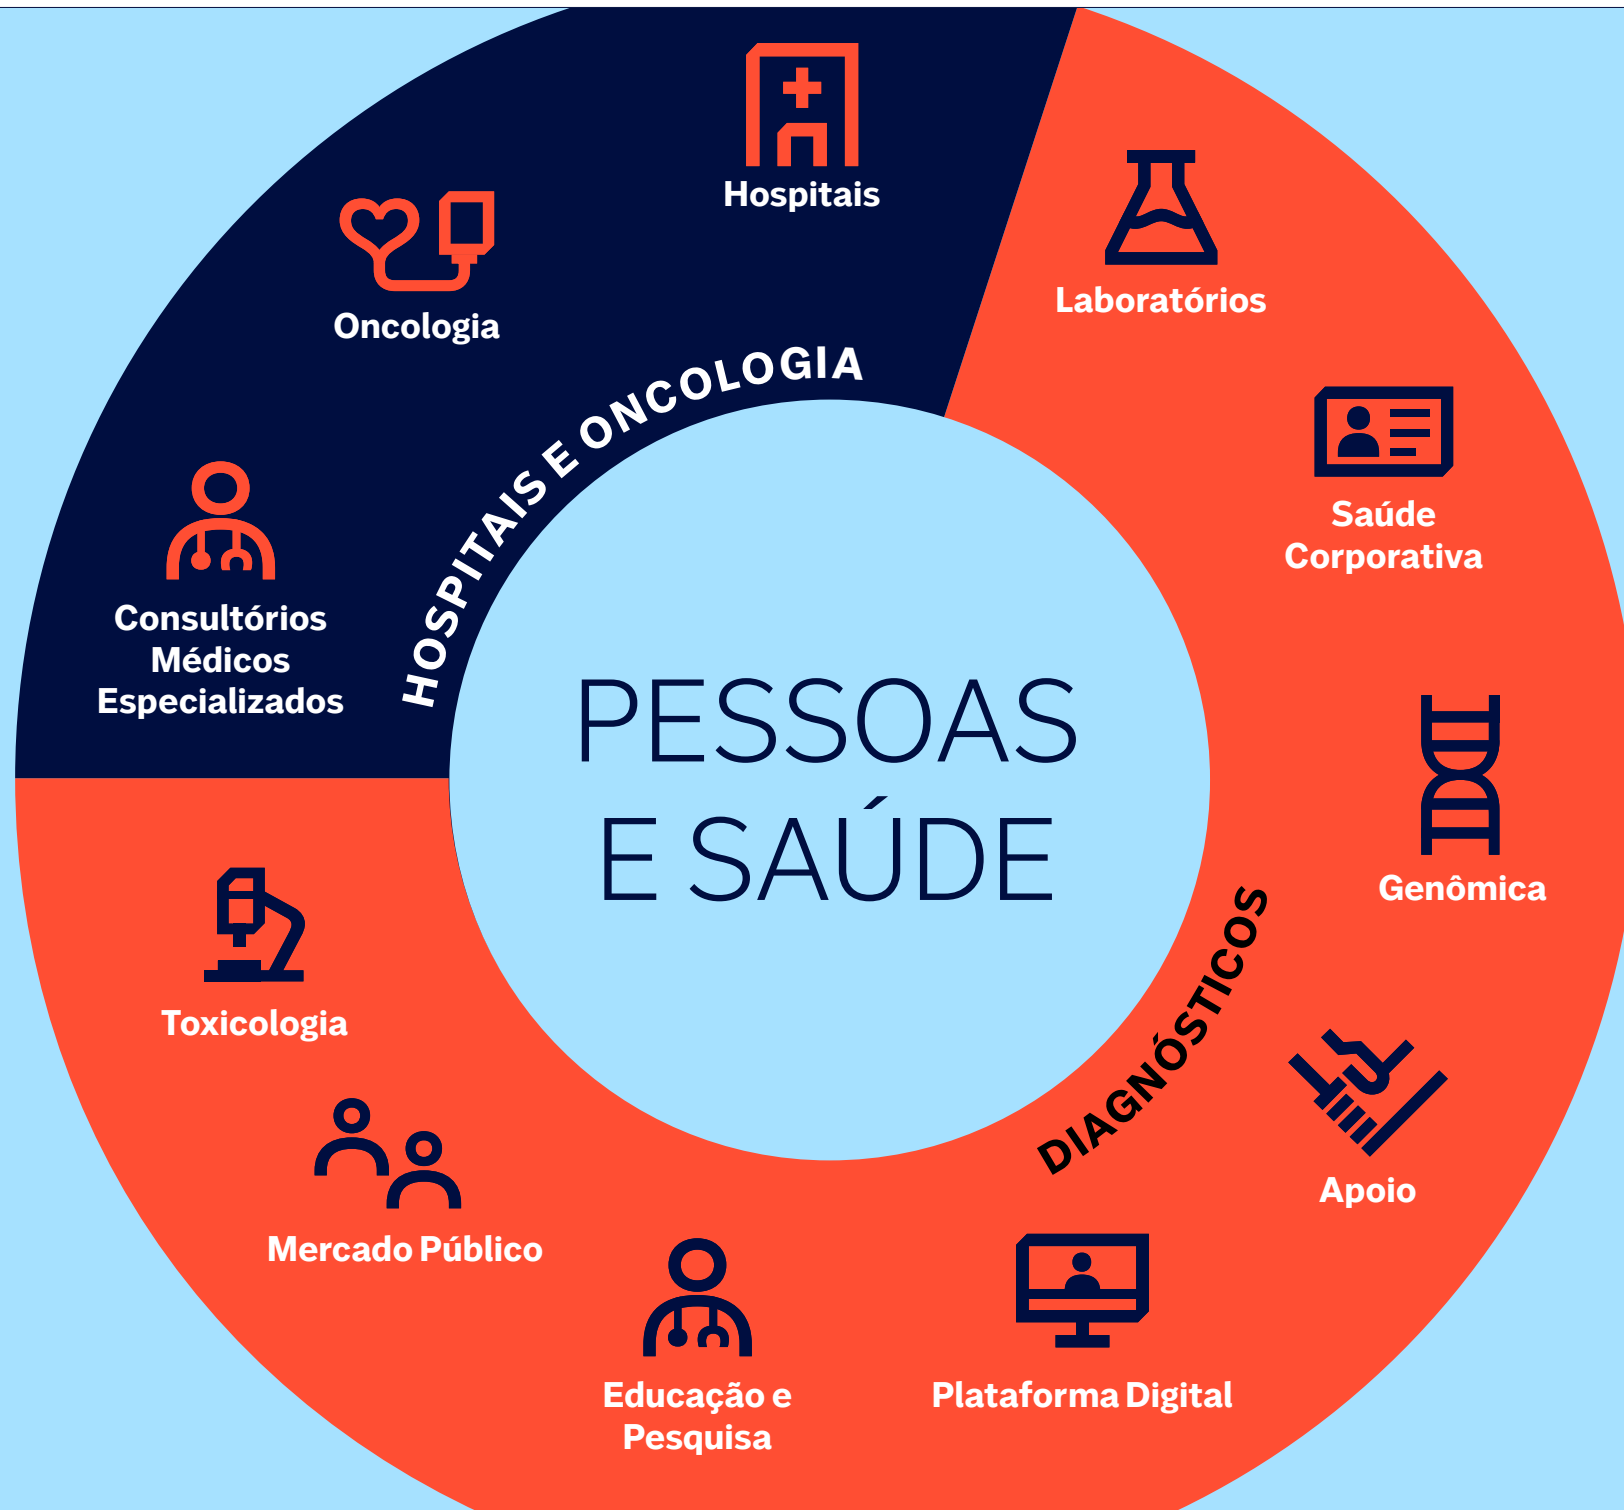 Hospitais
Oncologia
Consultórios
Médicos
Especializados
HOSPITAIS E ONCOLOGIA
PESSOAS
E SAÚDE
Laboratórios
Saúde
Corporativa
Genômica
DIAGNÓSTICOS
Apoio
Plataforma Digital
Educação e
Pesquisa
Mercado Público
Toxicologia